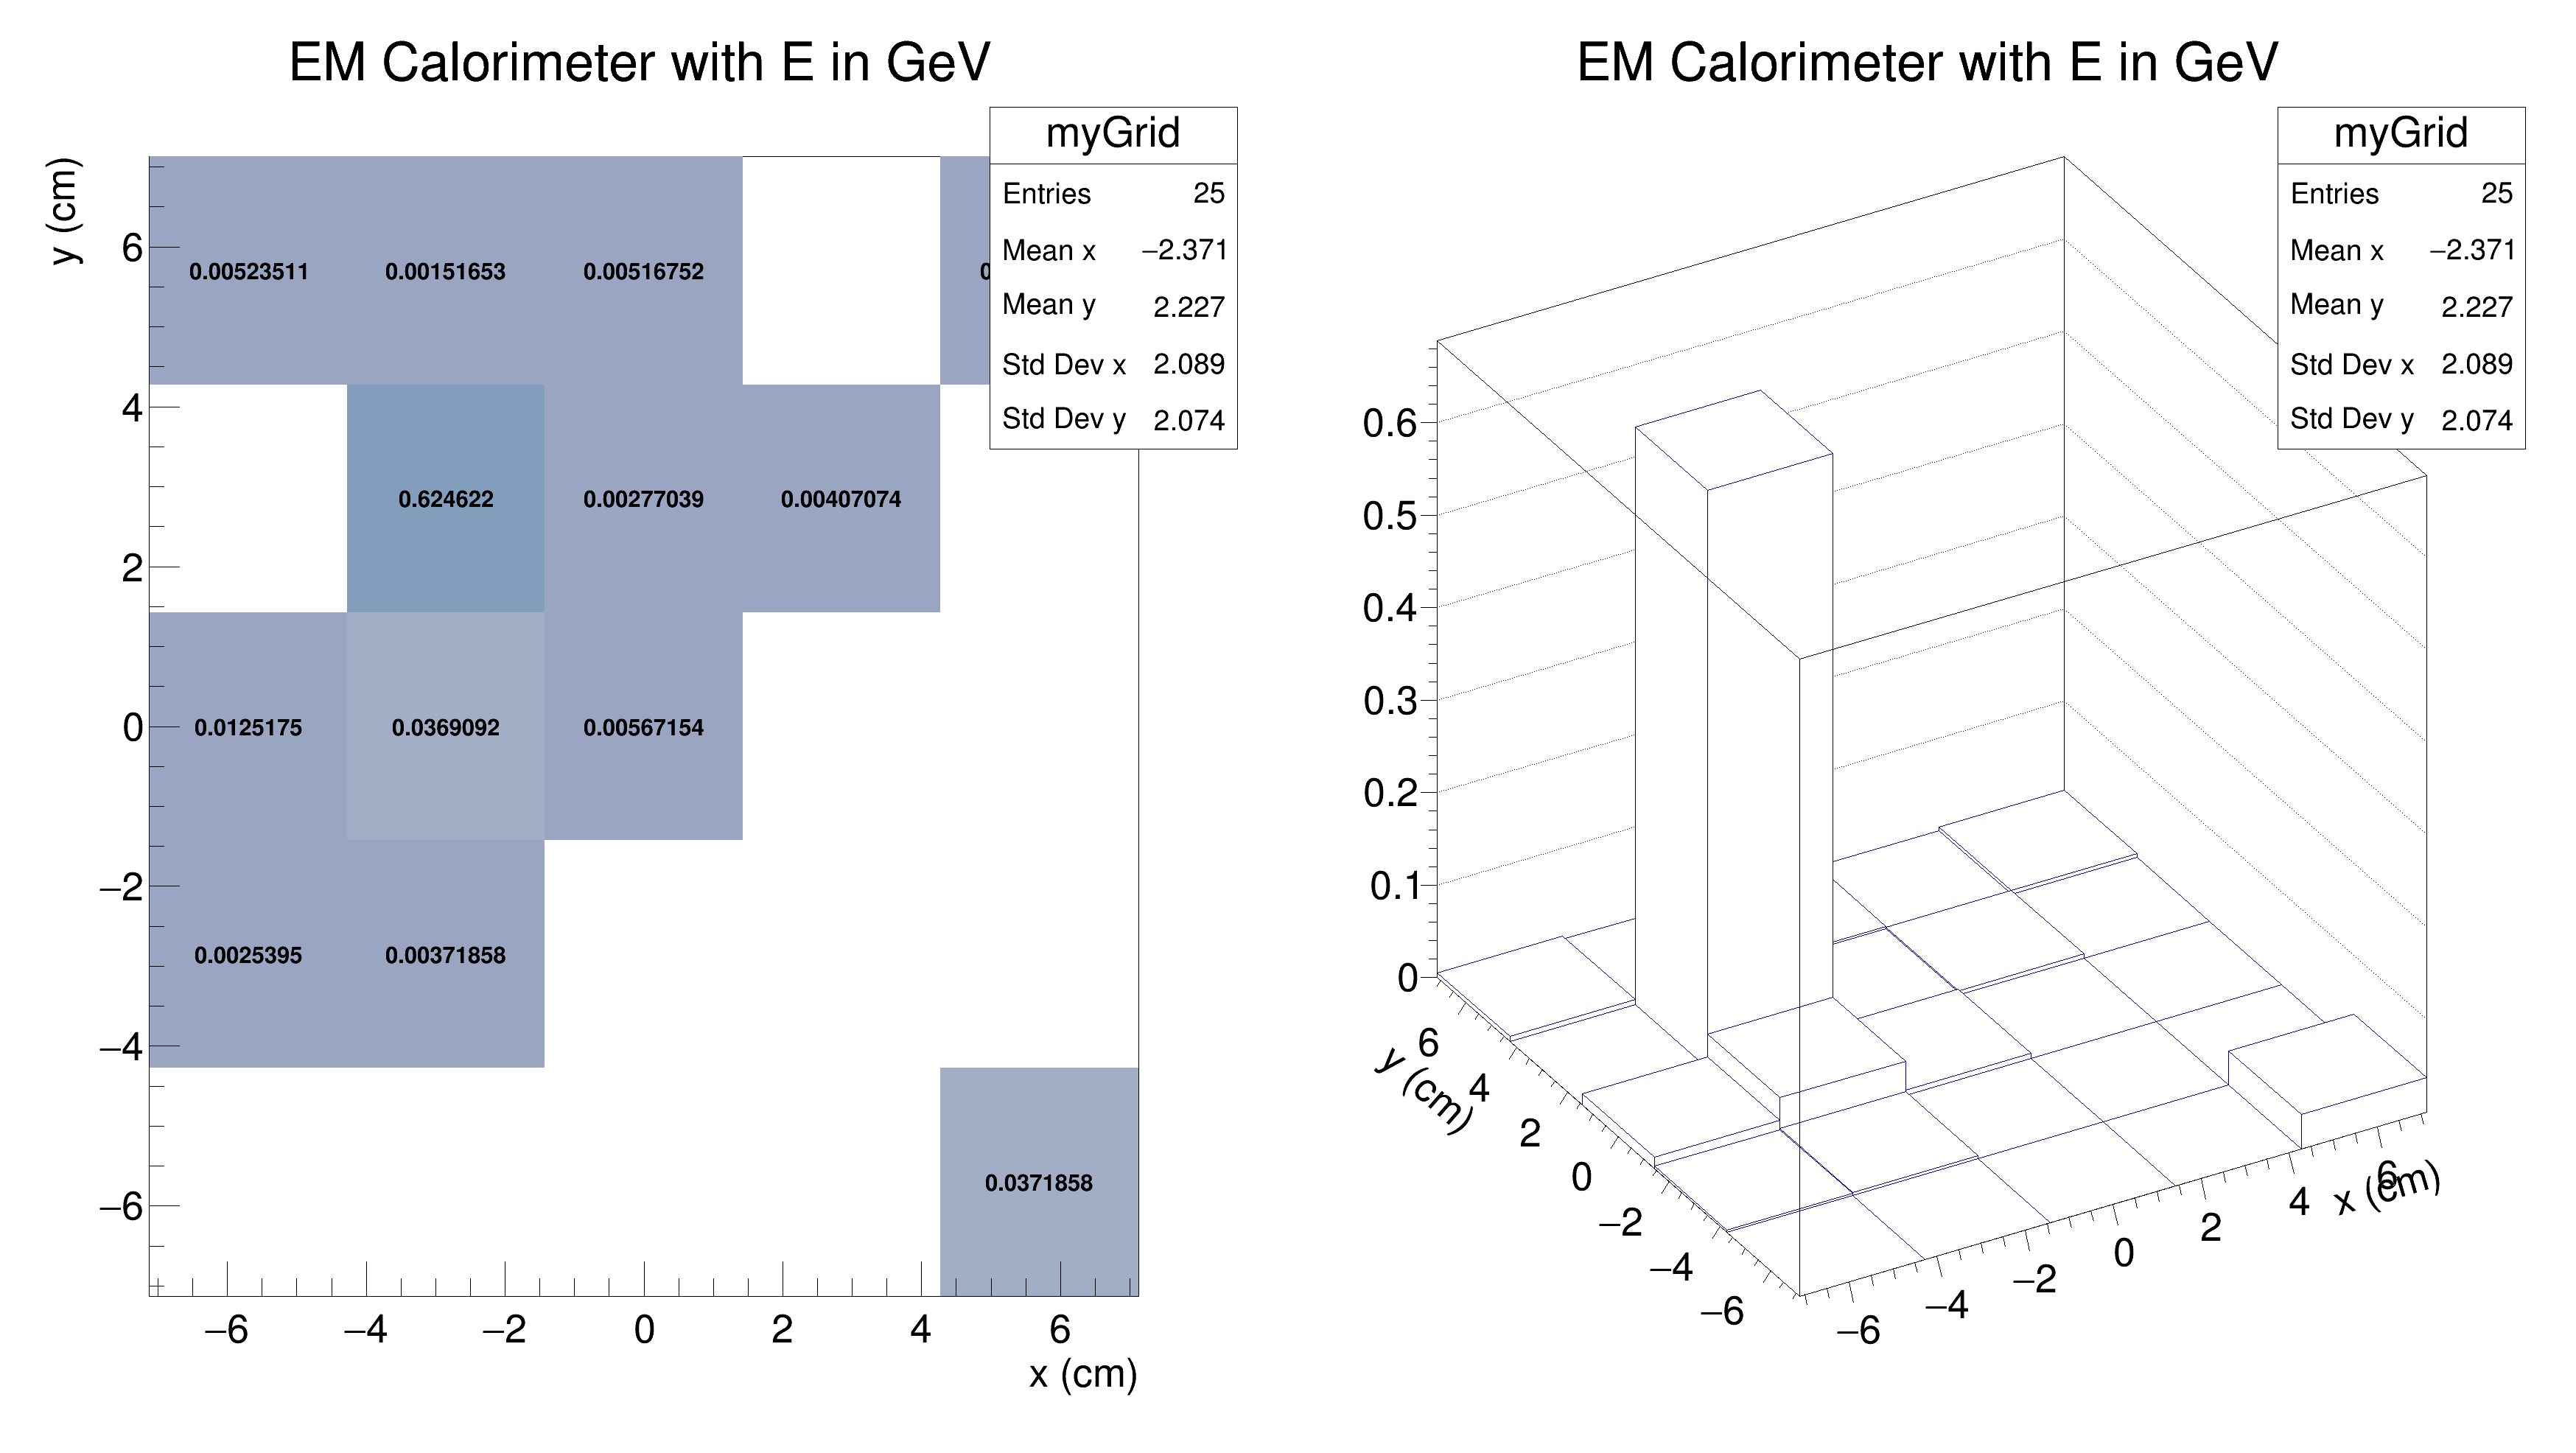 EM Calorimeter with E in GeV
myGrid
Entries 25
Mean x −2.371
Mean y 2.227
Std Dev x 2.089
Std Dev y 2.074
y (cm)
6
4
2
0
−2
−4
−6
0.00523511 0.00151653 0.00516752
0.624622 0.00277039 0.00407074
0.0125175 0.0369092 0.00567154
0.0025395 0.00371858
0.0371858
−6 −4 −2 0 2 4 6
x (cm)
EM Calorimeter with E in GeV
myGrid
Entries 25
Mean x −2.371
Mean y 2.227
Std Dev x 2.089
Std Dev y 2.074
0.6
0.5
0.4
0.3
0.2
0.1
0
y (cm)
6
4
2
0
−2
−4
−6
−6 −4 −2 0 2 4 6
x (cm)